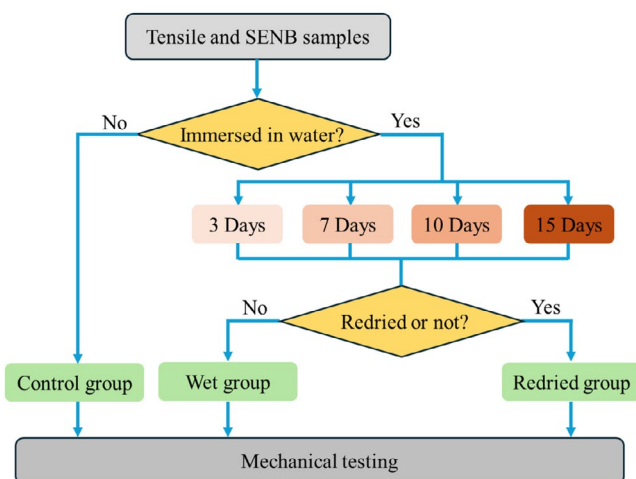 Tensile and SENB samples
No
Immersed in water?
Yes
3 Days
7 Days
10 Days
15 Days
No
Redried or not?
Yes
Control group
Wet group
Redried group
Mechanical testing